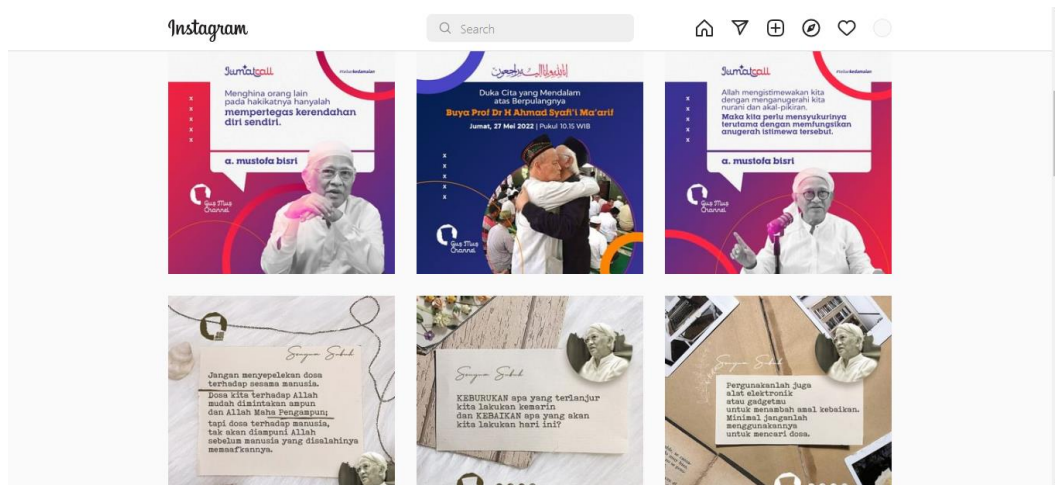 Instagram
Search
Jumatcall
#keluarkedamaian
Menghina orang lain
pada hakikatnya hanyalah
mempertegas kerendahan
diri sendiri.
a. mustofa bisri
Gus Mus
Channel
Duka Cita yang Mendalam
atas Berpulangnya
Buya Prof Dr H Ahmad Syafi'i Ma'arif
Jumat, 27 Mei 2022 | Pukul 10.15 WIB
Gus Mus
Channel
Allah mengistimewakan kita
dengan menganugerahi kita
nurani dan akal-pikiran.
Maka kita perlu mensyukurinya
terutama dengan memfungsikan
anugerah istimewa tersebut.
a. mustofa bisri
Gus Mus
Channel
Jangan menyepelekan dosa
terhadap sesama manusia.
Dosa kita terhadap Allah
mudah dimintakan ampun
dan Allah Maha Pengampun;
tapi dosa terhadap manusia,
tak akan diampuni Allah
sebelum manusia yang disalahinya
memaafkannya.
KEBURUKAN apa yang terlanjur
kita lakukan kemarin
dan KEBAIKAN apa yang akan
kita lakukan hari ini?
Pergunakanlah juga
alat elektronik
atau gadgetmu
untuk menambah amal kebaikan.
Minimal janganlah
menggunakannya
untuk mencari dosa.